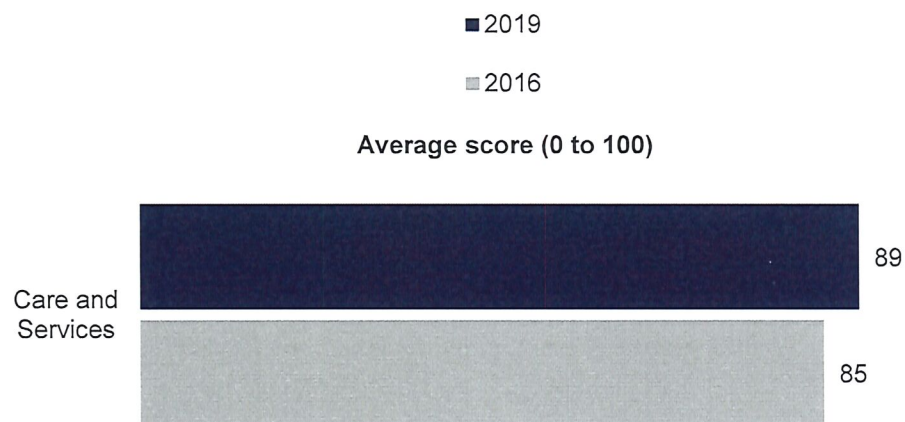 2019
2016
Average score (0 to 100)
89
Care and
Services
85